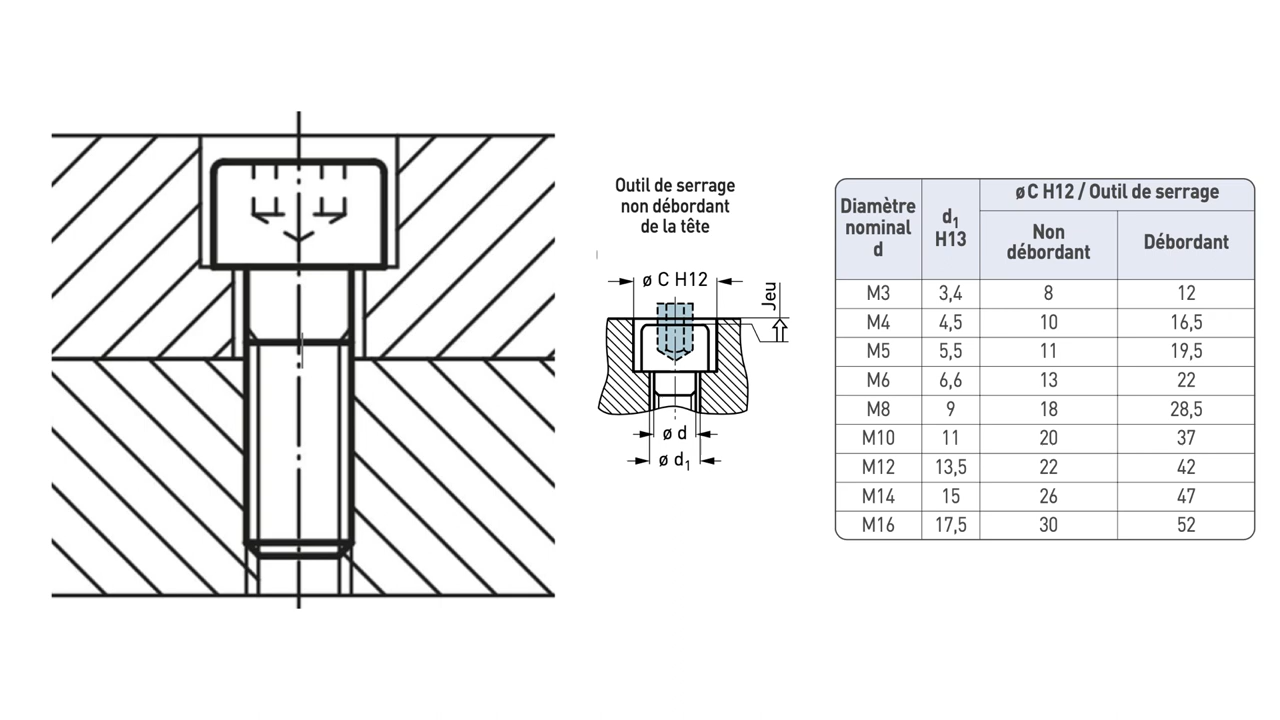 Outil de serrage
non débordant
de la tête
ø C H12
Jeu
ø d
ø d1
Diamètre
nominal
d
d1
H13
ø C H12 / Outil de serrage
Non
débordant
Débordant
M3 3,4 8 12
M4 4,5 10 16,5
M5 5,5 11 19,5
M6 6,6 13 22
M8 9 18 28,5
M10 11 20 37
M12 13,5 22 42
M14 15 26 47
M16 17,5 30 52